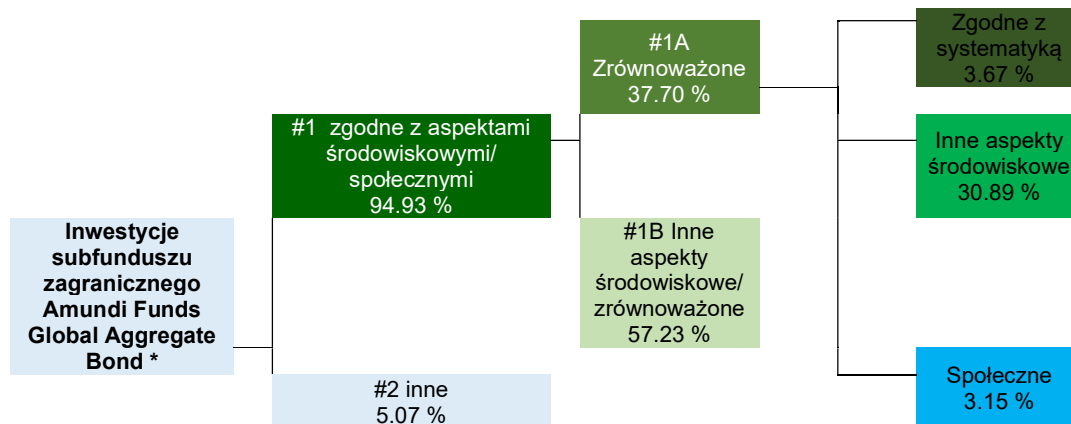 Inwestycje
subfunduszu
zagranicznego
Amundi Funds
Global Aggregate
Bond *
#1 zgodne z aspektami
środowiskowymi/
społecznymi
94.93 %
#2 inne
5.07 %
#1A
Zrównoważone
37.70 %
#1B Inne
aspekty
środowiskowe/
zrównoważone
57.23 %
Zgodne z
systematyką
3.67 %
Inne aspekty
środowiskowe
30.89 %
Społeczne
3.15 %